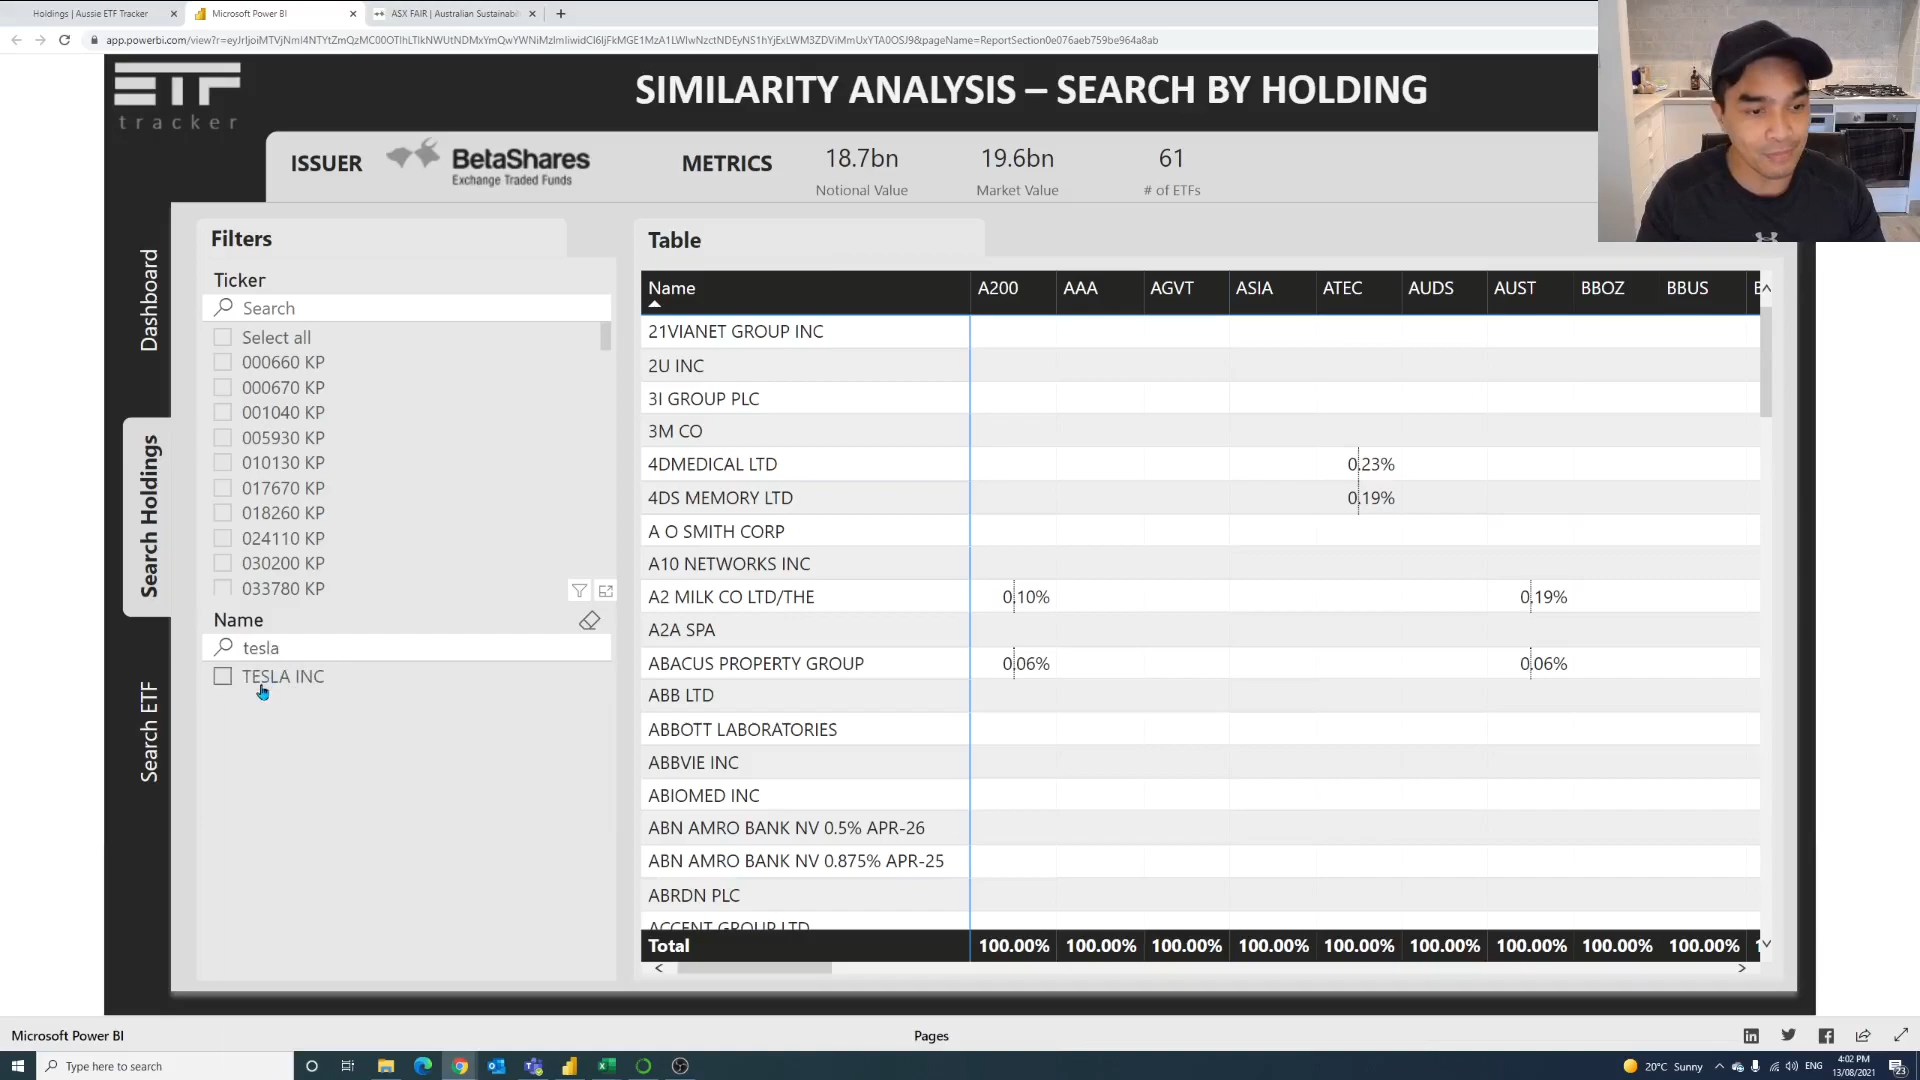 Holdings | Aussie ETF Tracker
Microsoft Power BI
ASX FAIR | Australian Sustainabi
ETF
tracker
SIMILARITY ANALYSIS – SEARCH BY HOLDING
ISSUER
BetaShares
Exchange Traded Funds
METRICS
18.7bn
Notional Value
19.6bn
Market Value
61
# of ETFs
Dashboard
Search Holdings
Search ETF
Filters
Ticker
Search
Select all
000660 KP
000670 KP
001040 KP
005930 KP
010130 KP
017670 KP
018260 KP
024110 KP
030200 KP
033780 KP
Name
tesla
TESLA INC
Table
Name A200 AAA AGVT ASIA ATEC AUDS AUST BBOZ BBUS
21VIANET GROUP INC
2U INC
3I GROUP PLC
3M CO
4DMEDICAL LTD 0.23%
4DS MEMORY LTD 0.19%
A O SMITH CORP
A10 NETWORKS INC
A2 MILK CO LTD/THE 0.10% 0.19%
A2A SPA
ABACUS PROPERTY GROUP 0.06% 0.06%
ABB LTD
ABBOTT LABORATORIES
ABBVIE INC
ABIOMED INC
ABN AMRO BANK NV 0.5% APR-26
ABN AMRO BANK NV 0.875% APR-25
ABRDN PLC
ACCENT GROUP LTD
Total 100.00% 100.00% 100.00% 100.00% 100.00% 100.00% 100.00% 100.00% 100.00%
Microsoft Power BI
Pages
Type here to search
20°C Sunny
ENG
4:02 PM
13/08/2021
23